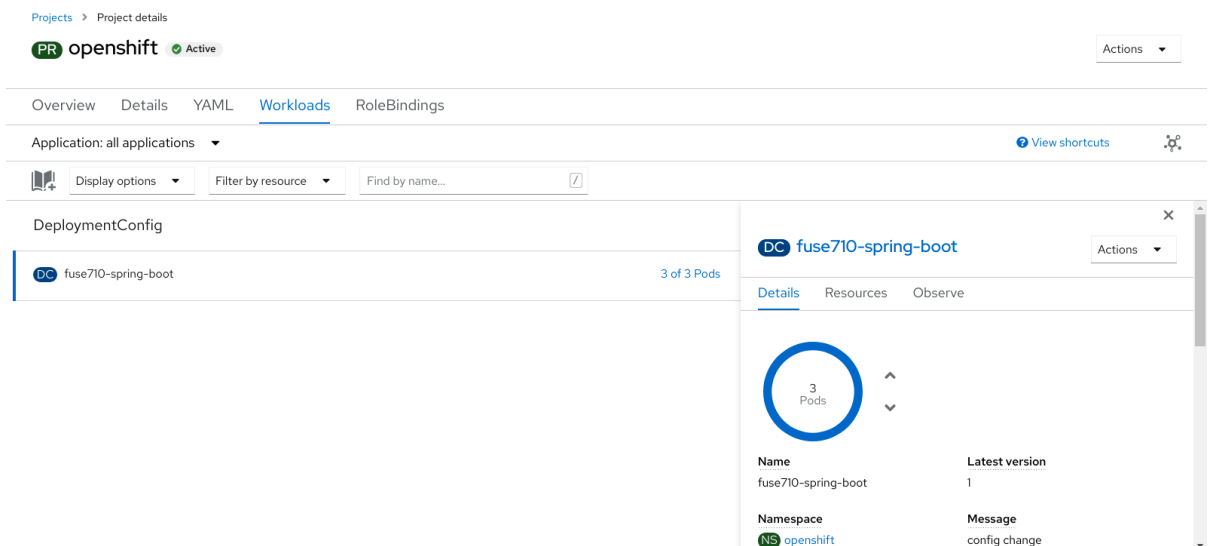 Projects > Project details
PR openshift Active
Actions
Overview Details YAML Workloads RoleBindings
Application: all applications
View shortcuts
Display options Filter by resource Find by name... /
DeploymentConfig
DC fuse710-spring-boot 3 of 3 Pods
DC fuse710-spring-boot
Actions
Details Resources Observe
3
Pods
Name Latest version
fuse710-spring-boot 1
Namespace Message
NS openshift config change